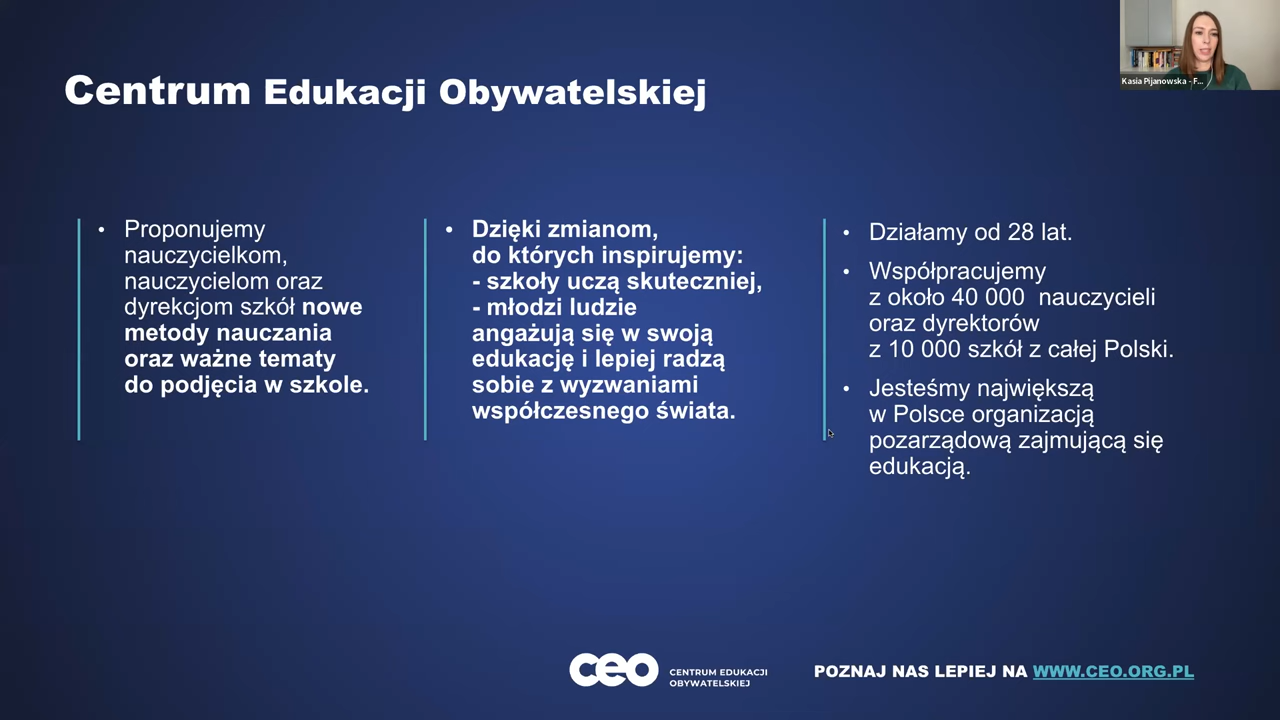 Centrum Edukacji Obywatelskiej
Kasia Pijanowska - F...
• Proponujemy
nauczycielkom,
nauczycielom oraz
dyrekcjom szkół nowe
metody nauczania
oraz ważne tematy
do podjęcia w szkole.
• Dzięki zmianom,
do których inspirujemy:
- szkoły uczą skuteczniej,
- młodzi ludzie
angażują się w swoją
edukację i lepiej radzą
sobie z wyzwaniami
współczesnego świata.
• Działamy od 28 lat.
• Współpracujemy
z około 40 000  nauczycieli
oraz dyrektorów
z 10 000 szkół z całej Polski.
• Jesteśmy największą
w Polsce organizacją
pozarządową zajmującą się
edukacją.
ceo
CENTRUM EDUKACJI
OBYWATELSKIEJ
POZNAJ NAS LEPIEJ NA WWW.CEO.ORG.PL